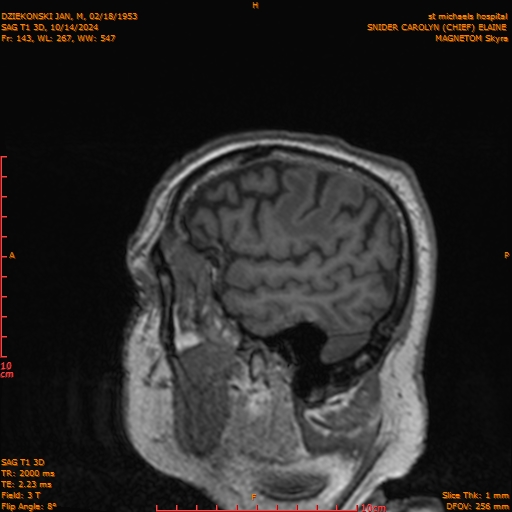 H
DZIEKONSKI JAN, M, 02/18/1953
SAG T1 3D, 10/14/2024
Fr: 143, WL: 267, WW: 547
st michaels hospital
SNIDER CAROLYN (CHIEF) ELAINE
MAGNETOM Skyra
A
P
10
cm
SAG T1 3D
TR: 2000 ms
TE: 2.23 ms
Field: 3 T
Flip Angle: 8°
F
10cm
Slice Thk: 1 mm
DFOV: 256 mm